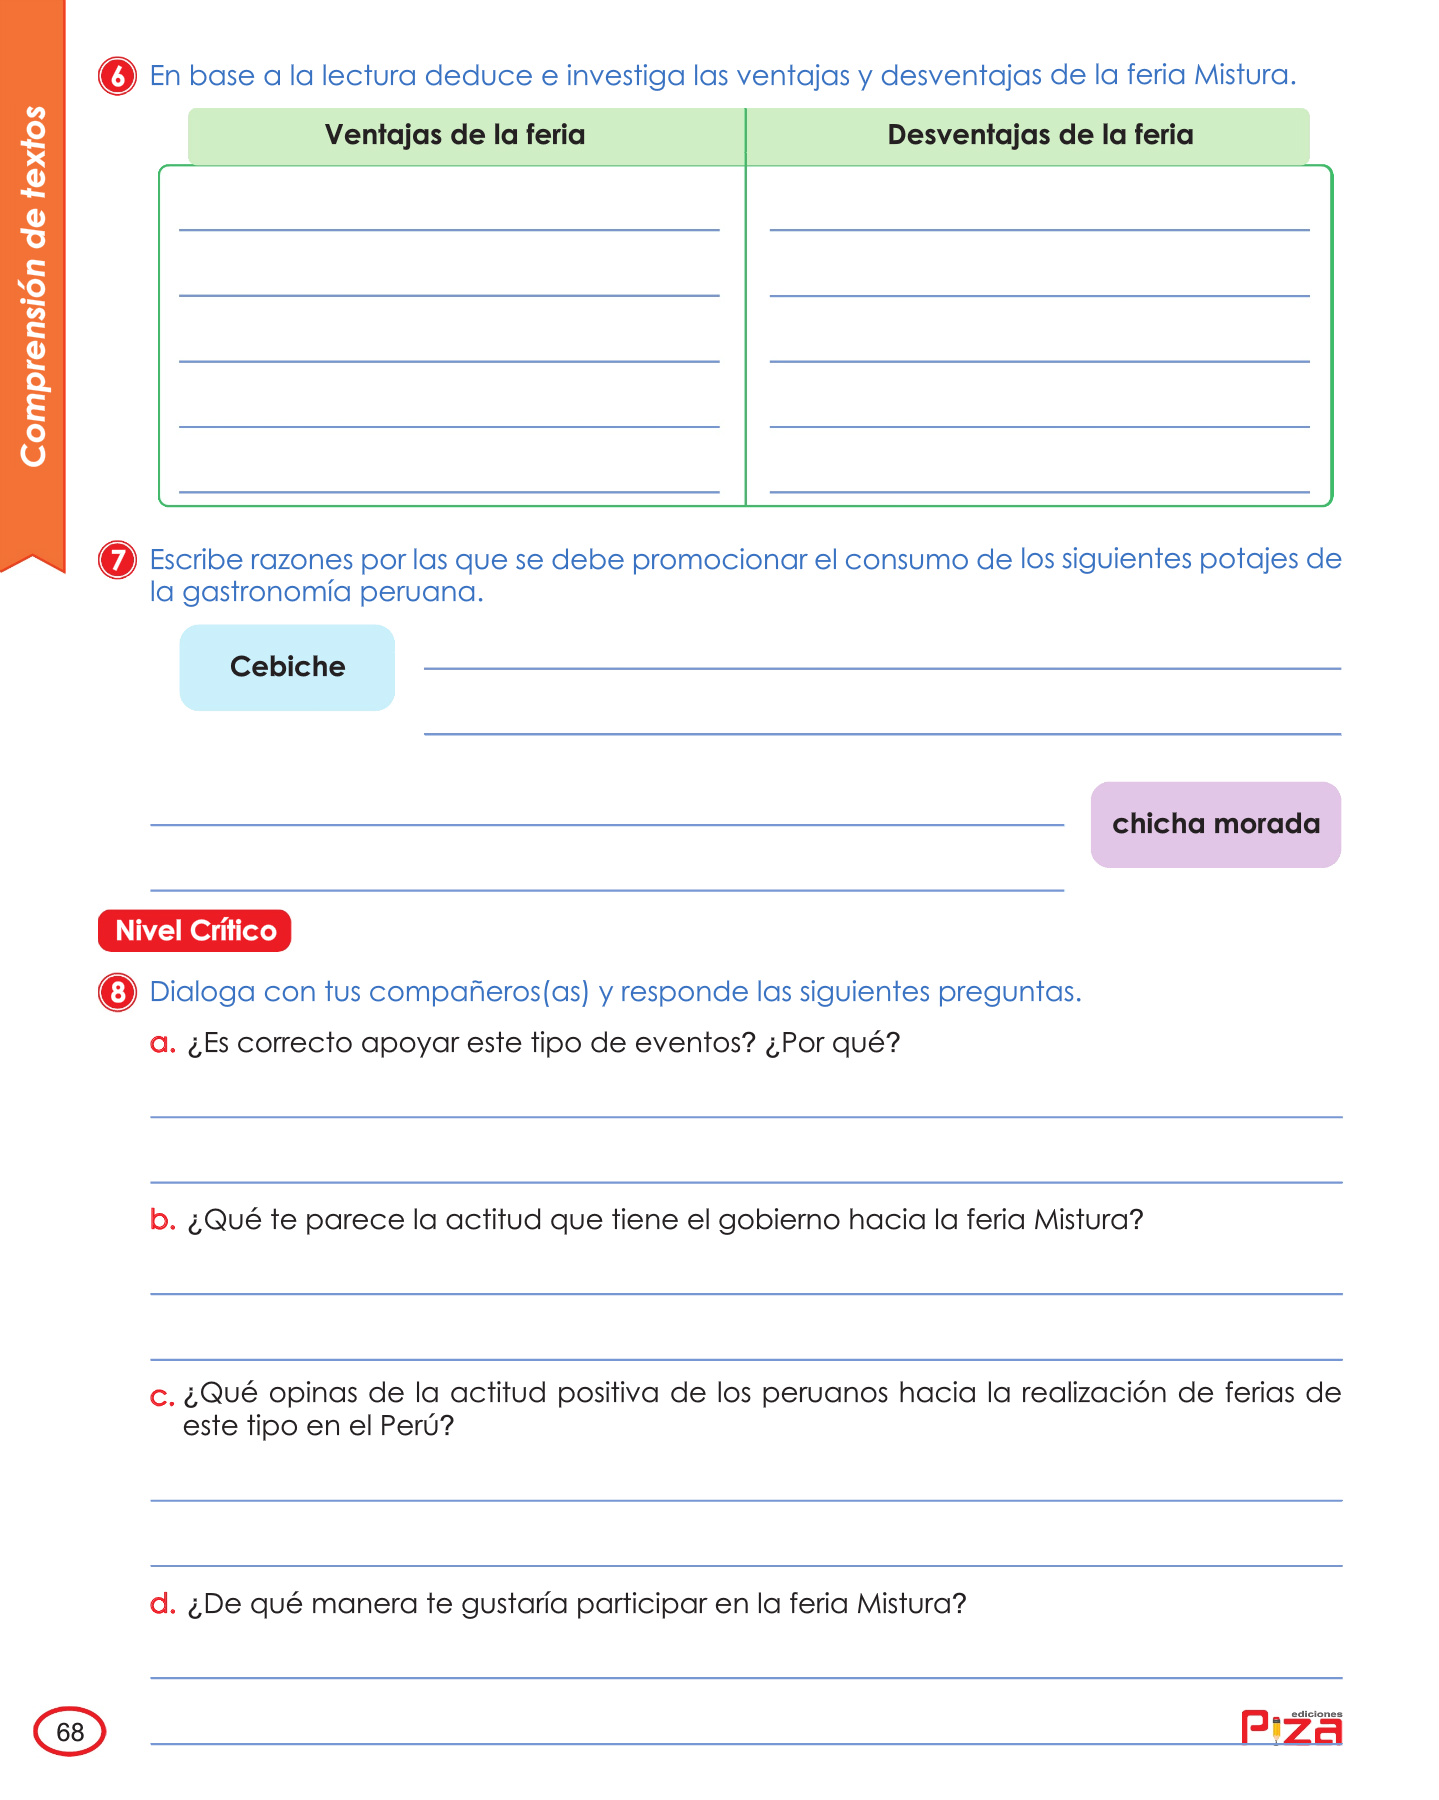 Comprensión de textos
6 En base a la lectura deduce e investiga las ventajas y desventajas de la feria Mistura.
Ventajas de la feria
Desventajas de la feria
7 Escribe razones por las que se debe promocionar el consumo de los siguientes potajes de
la gastronomía peruana.
Cebiche
chicha morada
Nivel Crítico
8 Dialoga con tus compañeros(as) y responde las siguientes preguntas.
a. ¿Es correcto apoyar este tipo de eventos? ¿Por qué?
b. ¿Qué te parece la actitud que tiene el gobierno hacia la feria Mistura?
c. ¿Qué opinas de la actitud positiva de los peruanos hacia la realización de ferias de
este tipo en el Perú?
d. ¿De qué manera te gustaría participar en la feria Mistura?
68
ediciones
Piza